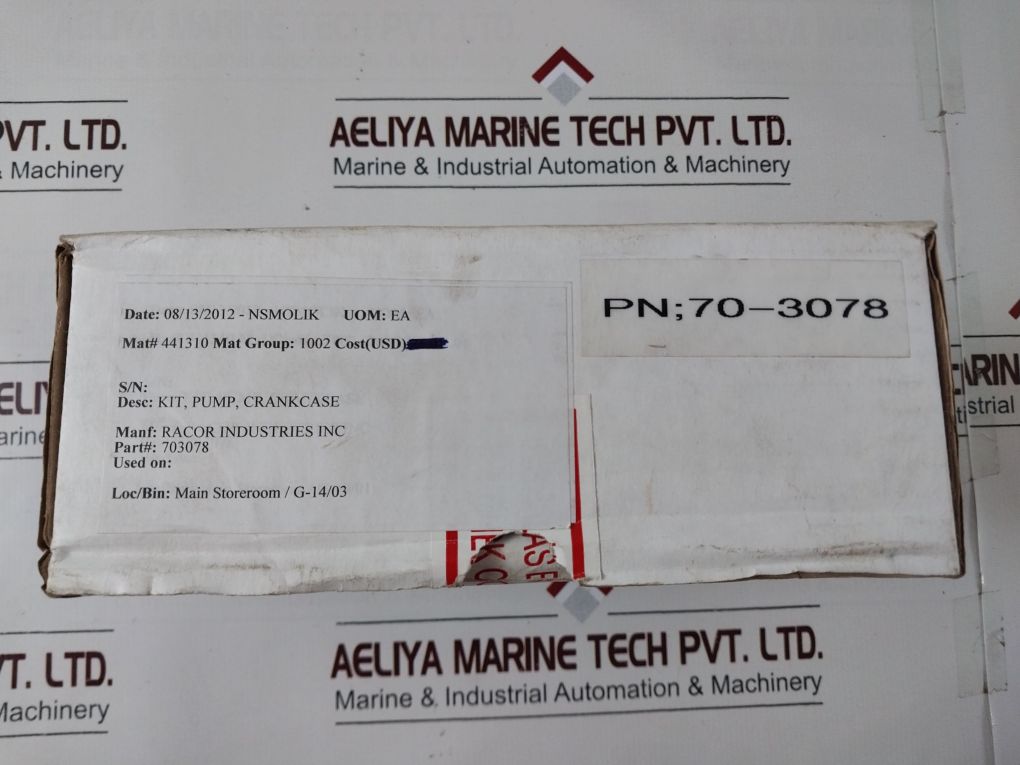 AELIYA MARINE TECH PVT. LTD.
Marine & Industrial Automation & Machinery
PVT. LTD.
& Machinery
Date: 08/13/2012 - NSMOLIK UOM: EA
Mat# 441310 Mat Group: 1002 Cost(USD)
S/N:
Desc: KIT, PUMP, CRANKCASE
Manf: RACOR INDUSTRIES INC
Part#: 703078
Used on:
Loc/Bin: Main Storeroom / G-14/03
PN;70-3078
AELIYA MARINE TECH PVT. LTD.
Marine & Industrial Automation & Machinery
T. LTD.
Machinery